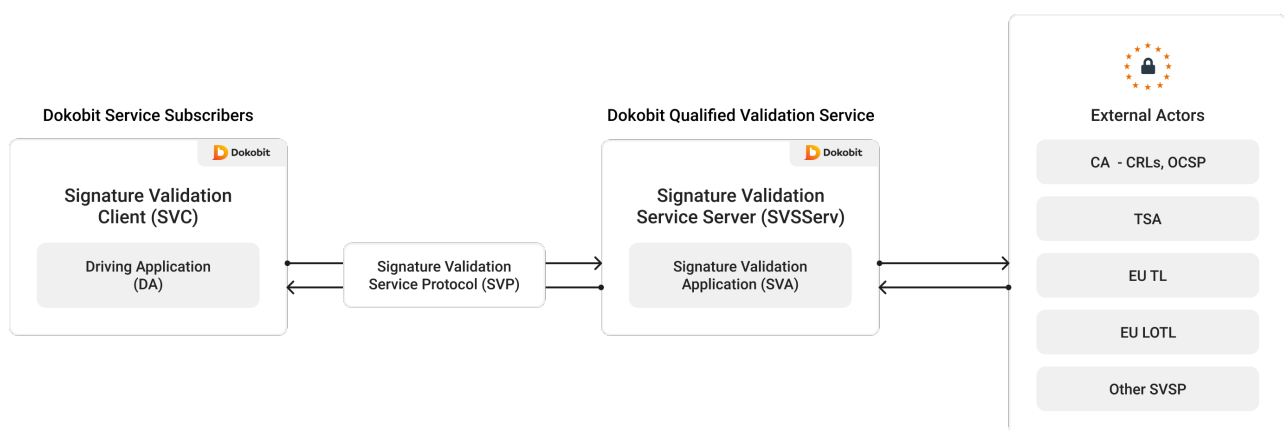 Dokobit Service Subscribers
Dokobit
Signature Validation
Client (SVC)
Driving Application
(DA)
Signature Validation
Service Protocol (SVP)
Dokobit Qualified Validation Service
Dokobit
Signature Validation
Service Server (SVSServ)
Signature Validation
Application (SVA)
External Actors
CA - CRLs, OCSP
TSA
EU TL
EU LOTL
Other SVSP